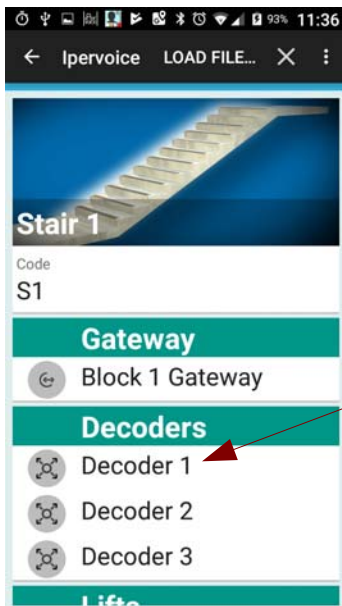 93% 11:36
Ipervoice LOAD FILE...
Stair 1
Code
S1
Gateway
Block 1 Gateway
Decoders
Decoder 1
Decoder 2
Decoder 3
Lifts